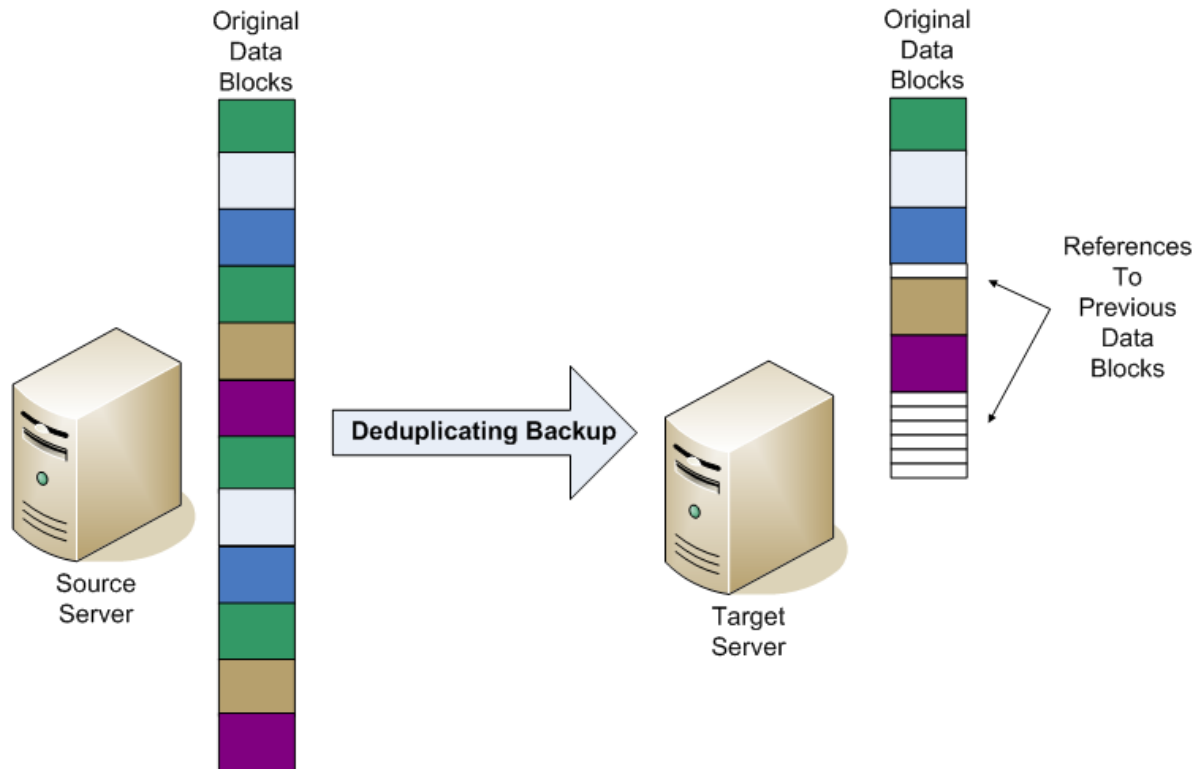 Original
Data
Blocks
Source
Server
Deduplicating Backup
Target
Server
Original
Data
Blocks
References
To
Previous
Data
Blocks